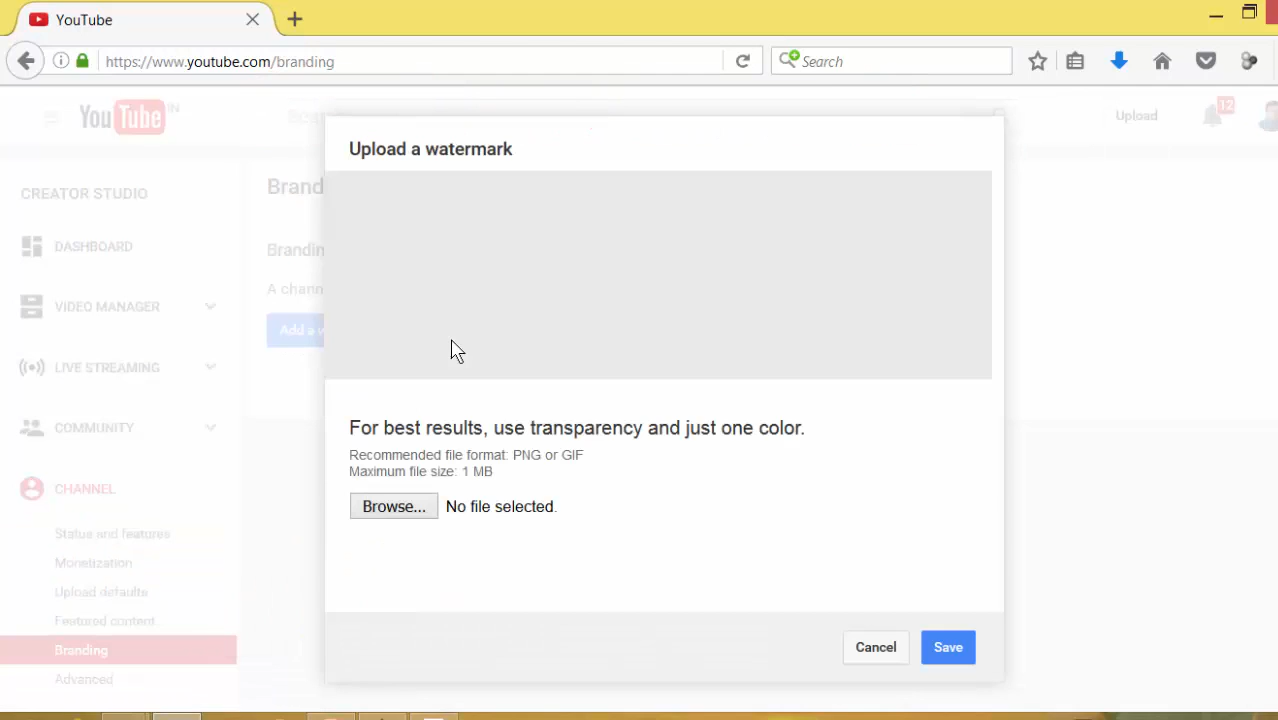 YouTube
https://www.youtube.com/branding
Search
YouTube IN
Upload
12
Upload a watermark
CREATOR STUDIO
Brand
DASHBOARD
Brandin
A chann
VIDEO MANAGER
Add a w
LIVE STREAMING
COMMUNITY
For best results, use transparency and just one color.
Recommended file format: PNG or GIF
Maximum file size: 1 MB
CHANNEL
Browse... No file selected.
Status and features
Monetization
Upload defaults
Featured content
Branding
Cancel
Save
Advanced